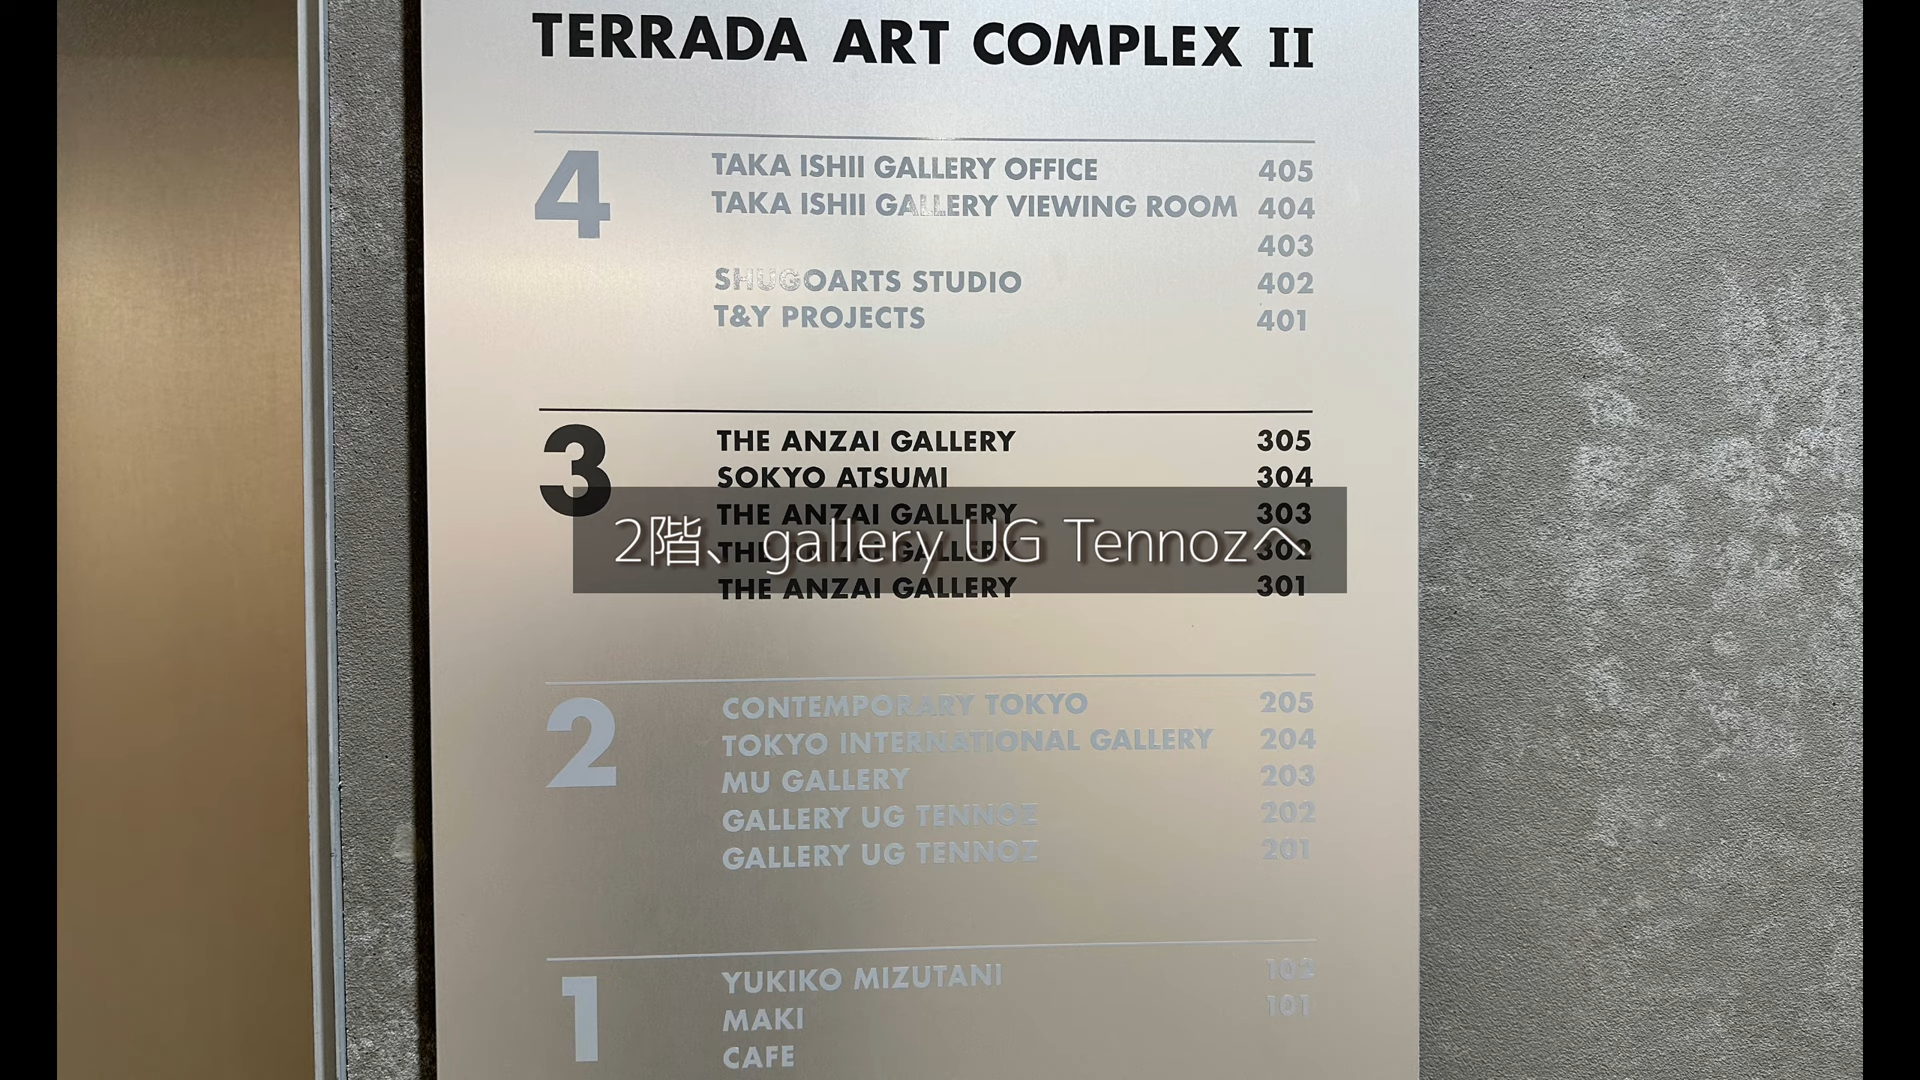 TERRADA ART COMPLEX II
4
TAKA ISHII GALLERY OFFICE 405
TAKA ISHII GALLERY VIEWING ROOM 404
403
SHUGOARTS STUDIO 402
T&Y PROJECTS 401
3
THE ANZAI GALLERY 305
SOKYO ATSUMI 304
THE ANZAI GALLERY 303
THE ANZAI GALLERY 302
THE ANZAI GALLERY 301
2階、gallery UG Tennozへ
2
CONTEMPORARY TOKYO 205
TOKYO INTERNATIONAL GALLERY 204
MU GALLERY 203
GALLERY UG TENNOZ 202
GALLERY UG TENNOZ 201
1
YUKIKO MIZUTANI 102
MAKI 101
CAFE